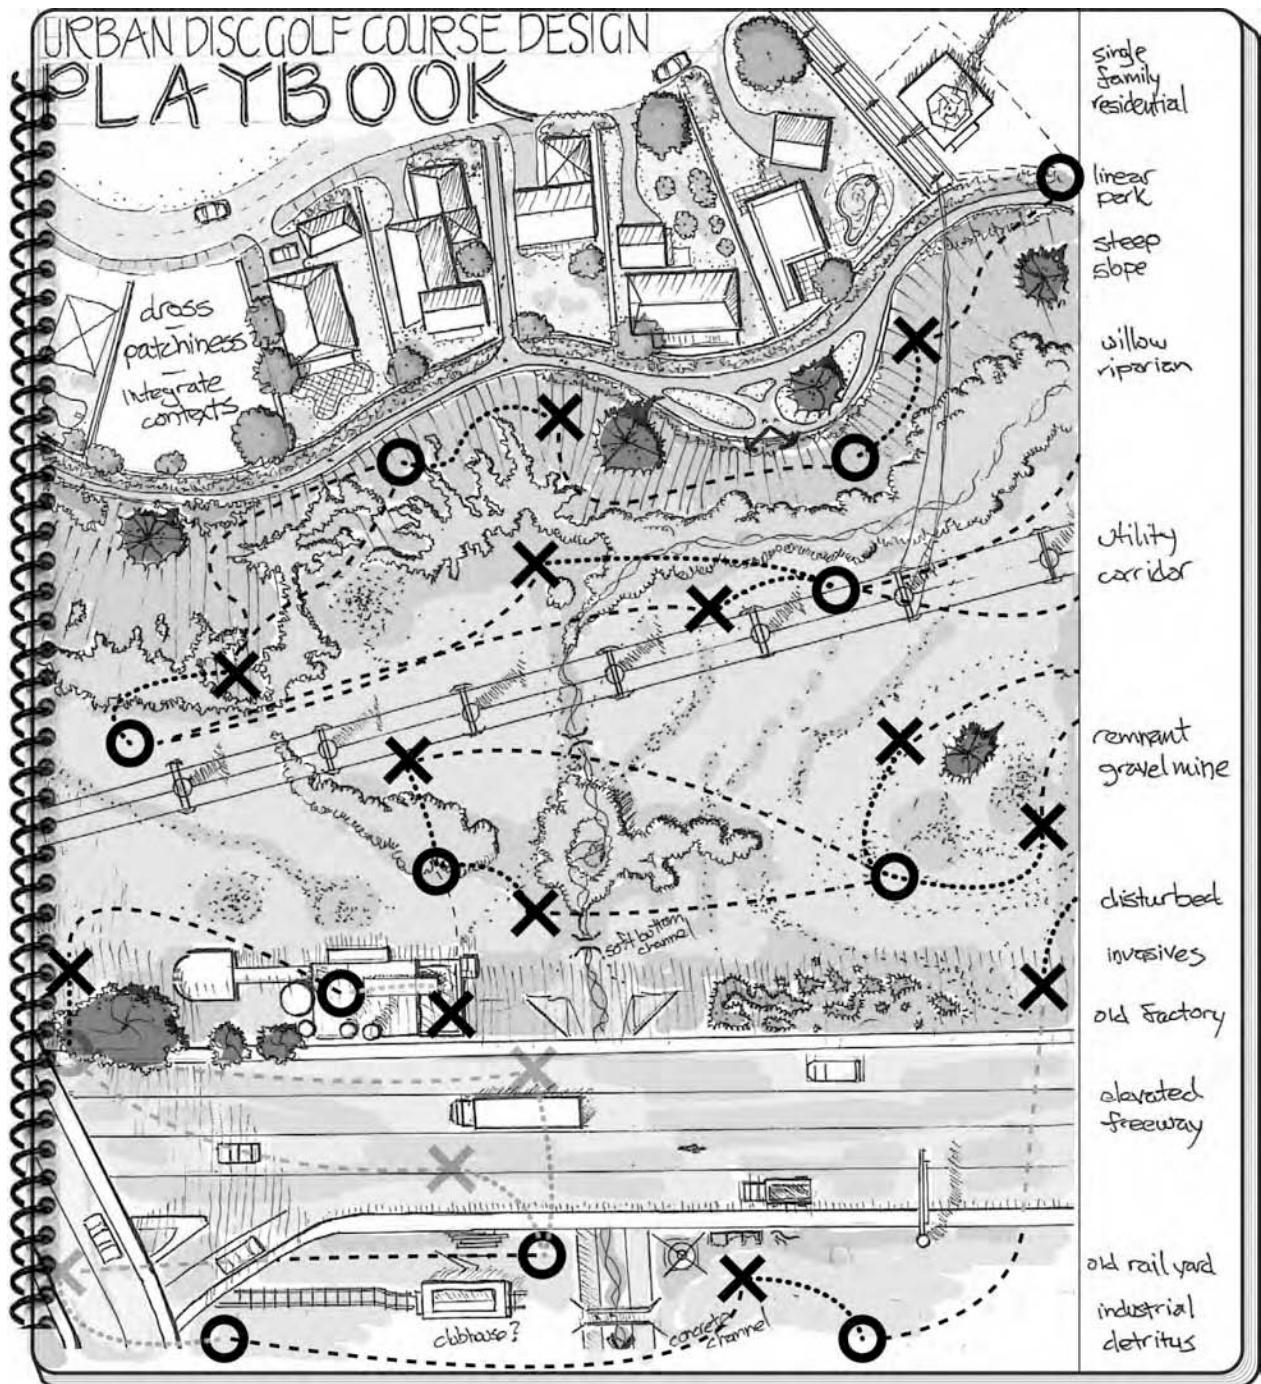 URBAN DISC GOLF COURSE DESIGN
PLAYBOOK
single
family
residential
linear
park
steep
slope
dross
patchiness
integrate
contexts
willow
riparian
utility
corridor
remnant
gravel mine
disturbed
soft bottom
channel
invasives
old factory
elevated
freeway
old rail yard
clubhouse?
concrete
channel
industrial
detritus